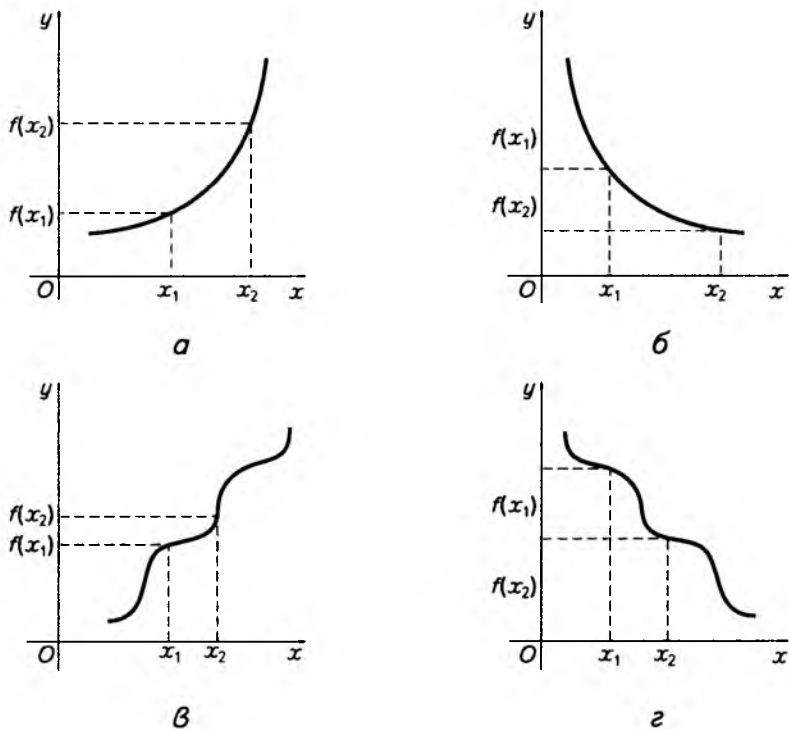 y
f(x₂)
f(x₁)
O x₁ x₂ x
а
y
f(x₁)
f(x₂)
O x₁ x₂ x
б
y
f(x₂)
f(x₁)
O x₁ x₂ x
в
y
f(x₁)
f(x₂)
O x₁ x₂ x
г